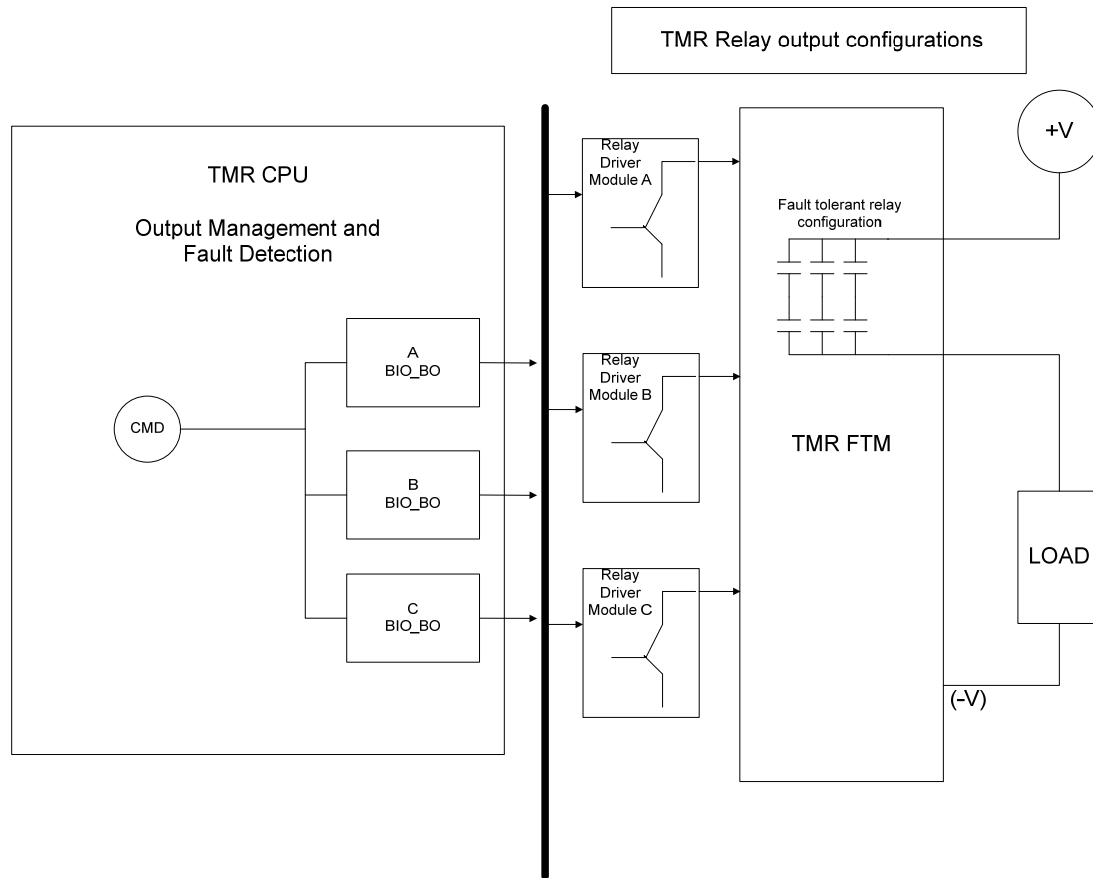 TMR Relay output configurations
TMR CPU
Output Management and
Fault Detection
CMD
A
BIO_BO
B
BIO_BO
C
BIO_BO
Relay
Driver
Module A
Relay
Driver
Module B
Relay
Driver
Module C
Fault tolerant relay
configuration
TMR FTM
+V
LOAD
(-V)